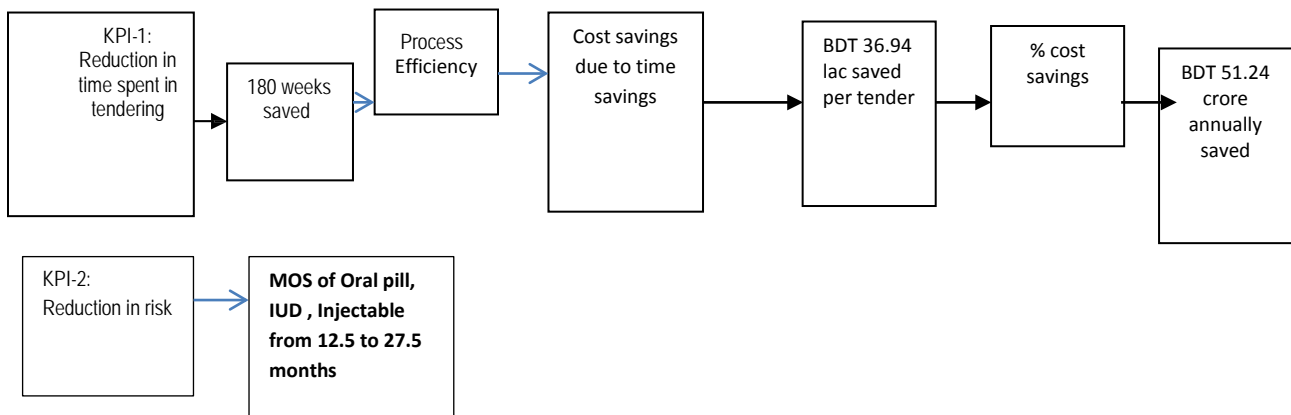 KPI-1:
Reduction in
time spent in
tendering
180 weeks
saved
Process
Efficiency
Cost savings
due to time
savings
BDT 36.94
lac saved
per tender
% cost
savings
BDT 51.24
crore
annually
saved
KPI-2:
Reduction in risk
MOS of Oral pill,
IUD , Injectable
from 12.5 to 27.5
months